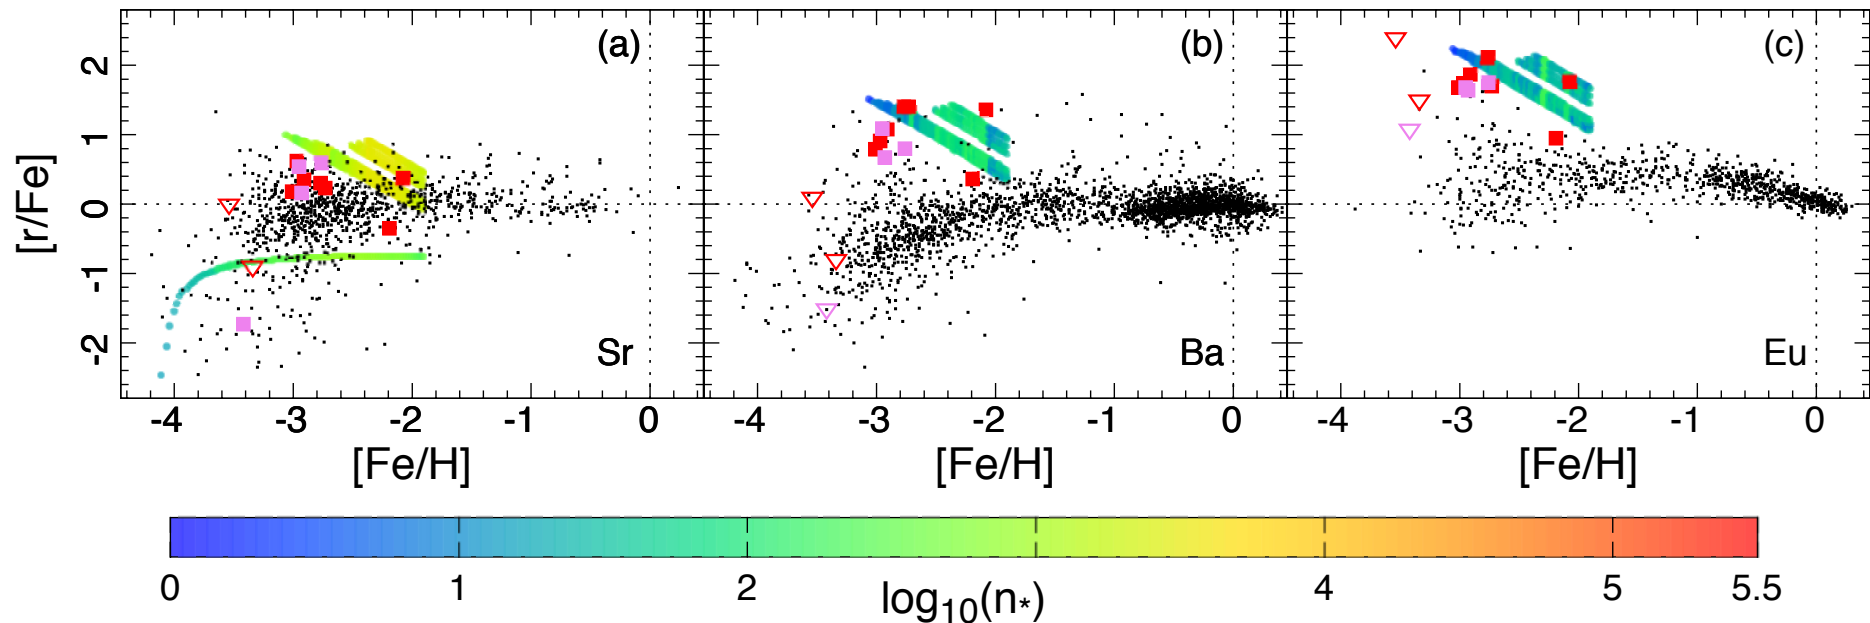 (a) (b) (c)
2
1
0
-1
-2
[r/Fe]
Sr Ba Eu
-4 -3 -2 -1 0 -4 -3 -2 -1 0 -4 -3 -2 -1 0
[Fe/H] [Fe/H] [Fe/H]
0 1 2 4 5 5.5
log10(n*)